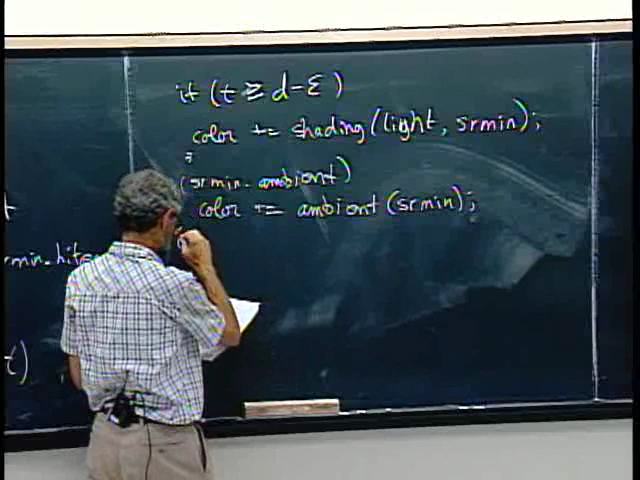 if (t ≥ d-ε)
color += shading(light, srmin);
(srmin.ambient)
color += ambient(srmin);
rmin.hit
t)